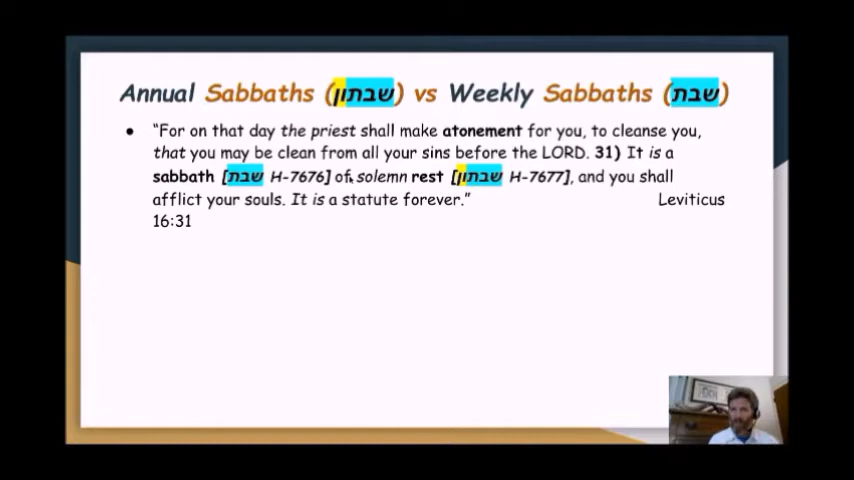 Annual Sabbaths (שבתון) vs Weekly Sabbaths (שבת)
● “For on that day the priest shall make atonement for you, to cleanse you,
that you may be clean from all your sins before the LORD. 31) It is a
sabbath [שבת H-7676] of solemn rest [שבתון H-7677], and you shall
afflict your souls. It is a statute forever.” Leviticus
16:31